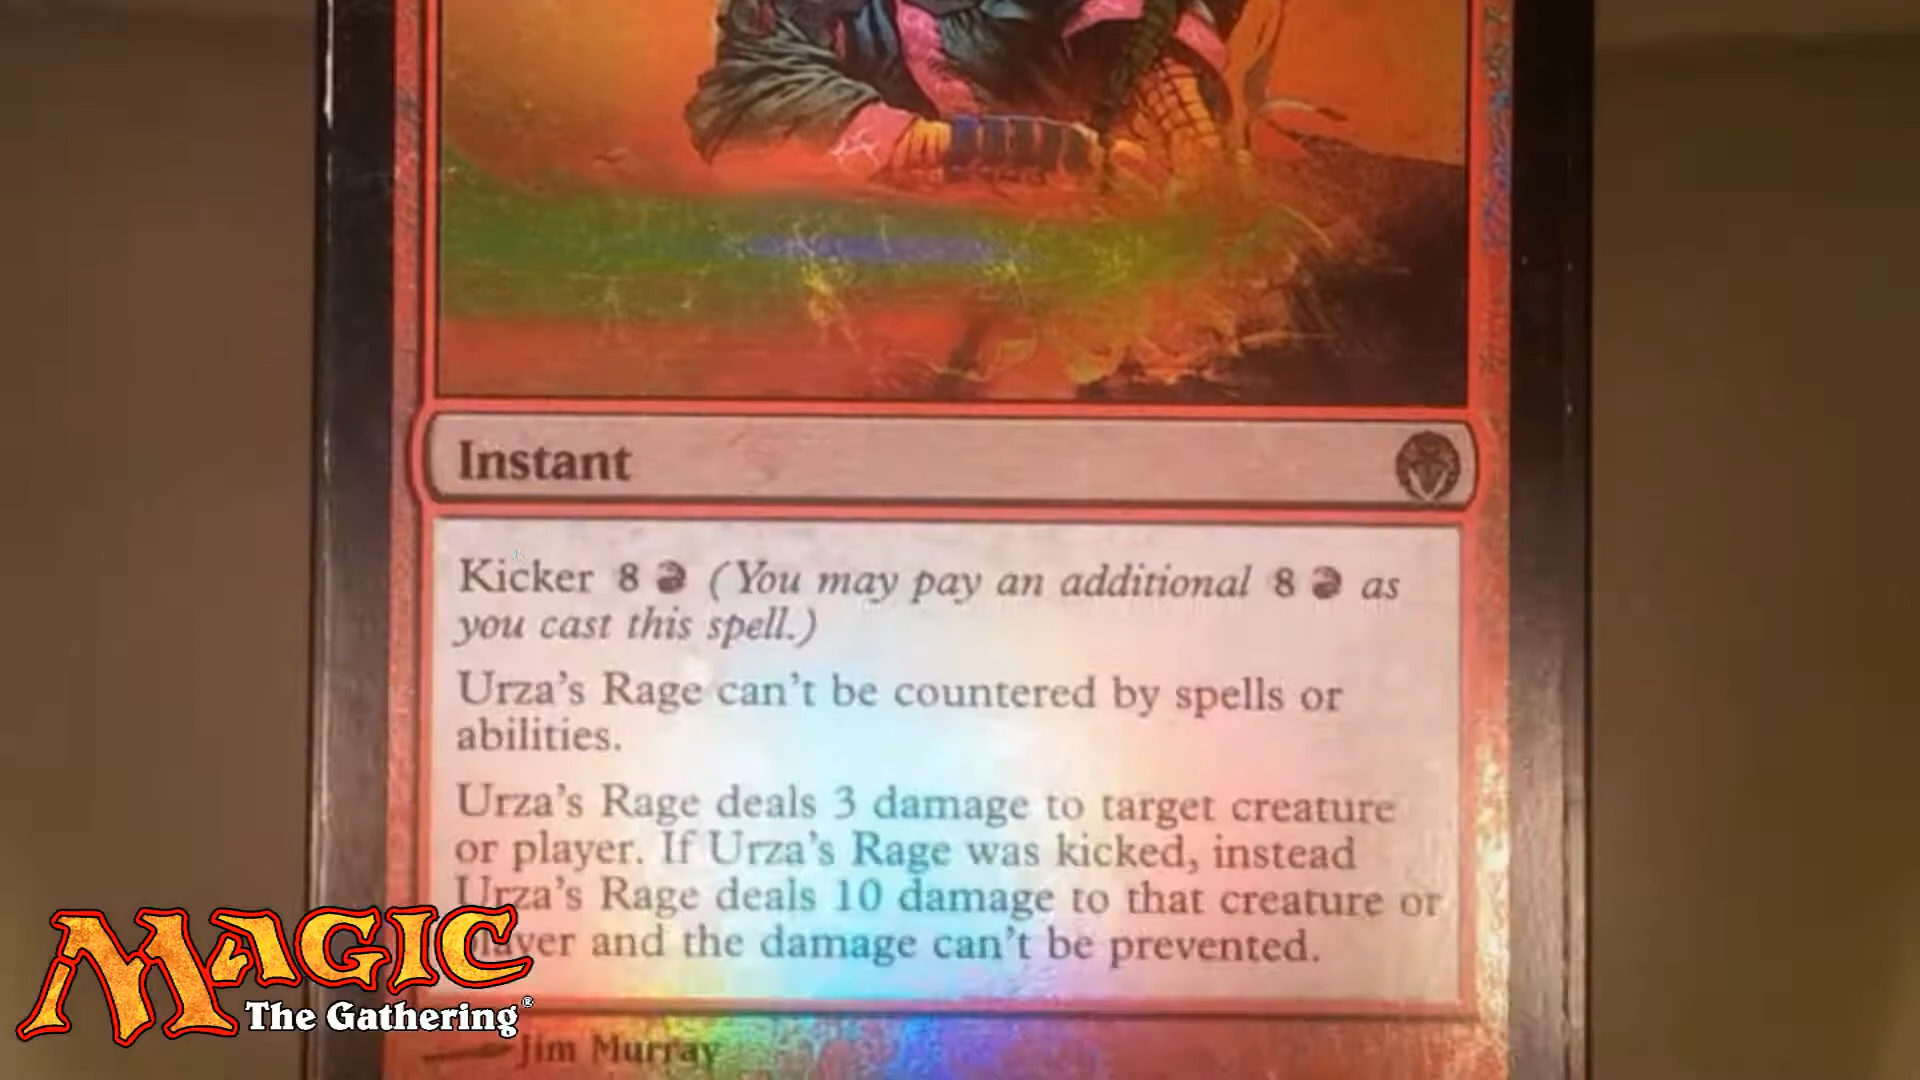 Instant
Kicker 8 (You may pay an additional 8 as
you cast this spell.)
Urza's Rage can't be countered by spells or
abilities.
Urza's Rage deals 3 damage to target creature
or player. If Urza's Rage was kicked, instead
Urza's Rage deals 10 damage to that creature or
player and the damage can't be prevented.
MAGIC
The Gathering®
Jim Murray